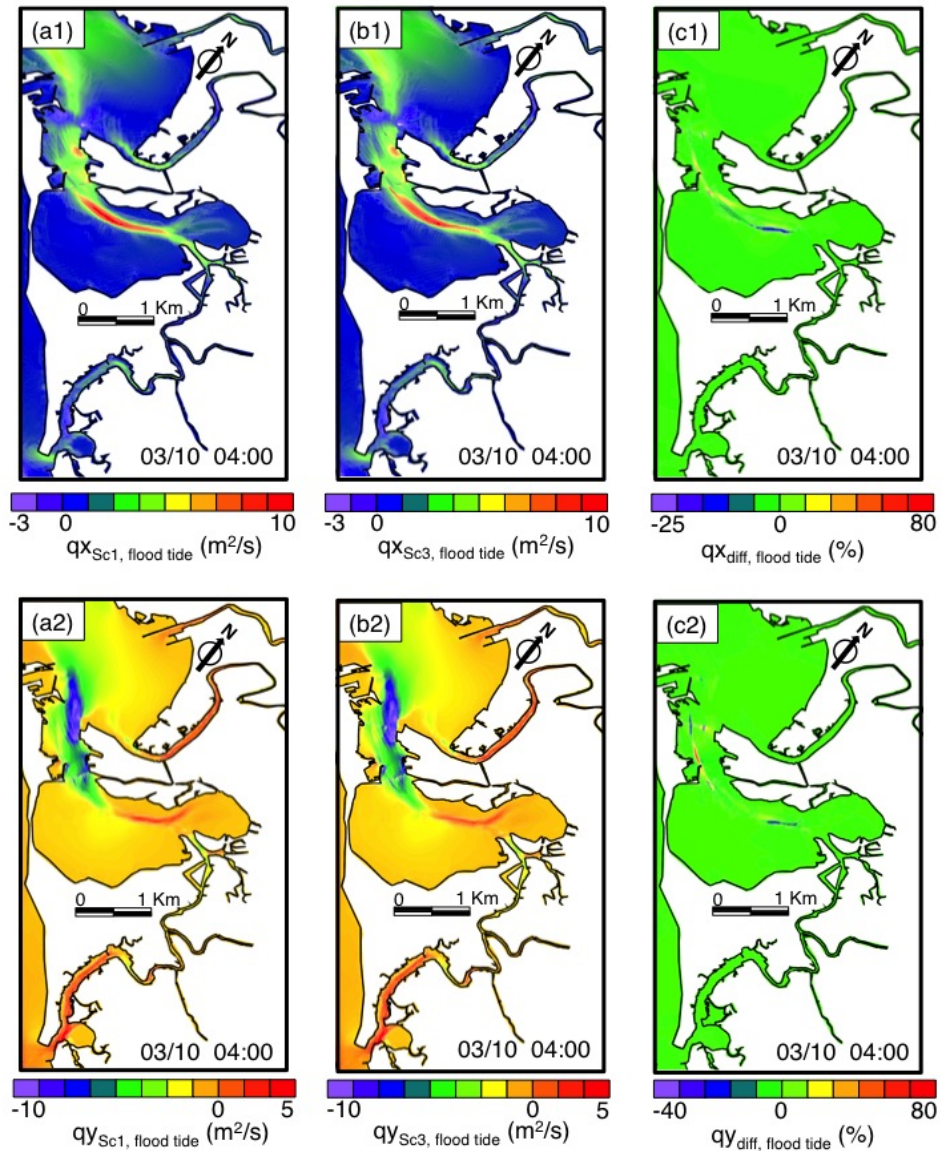 (a1) (b1) (c1)
N N N
0 1 Km 0 1 Km 0 1 Km
03/10 04:00 03/10 04:00 03/10 04:00
-3 0 10 -3 0 10 -25 0 80
qxSc1, flood tide (m²/s) qxSc3, flood tide (m²/s) qxdiff, flood tide (%)
(a2) (b2) (c2)
N N N
0 1 Km 0 1 Km 0 1 Km
03/10 04:00 03/10 04:00 03/10 04:00
-10 0 5 -10 0 5 -40 0 80
qySc1, flood tide (m²/s) qySc3, flood tide (m²/s) qydiff, flood tide (%)